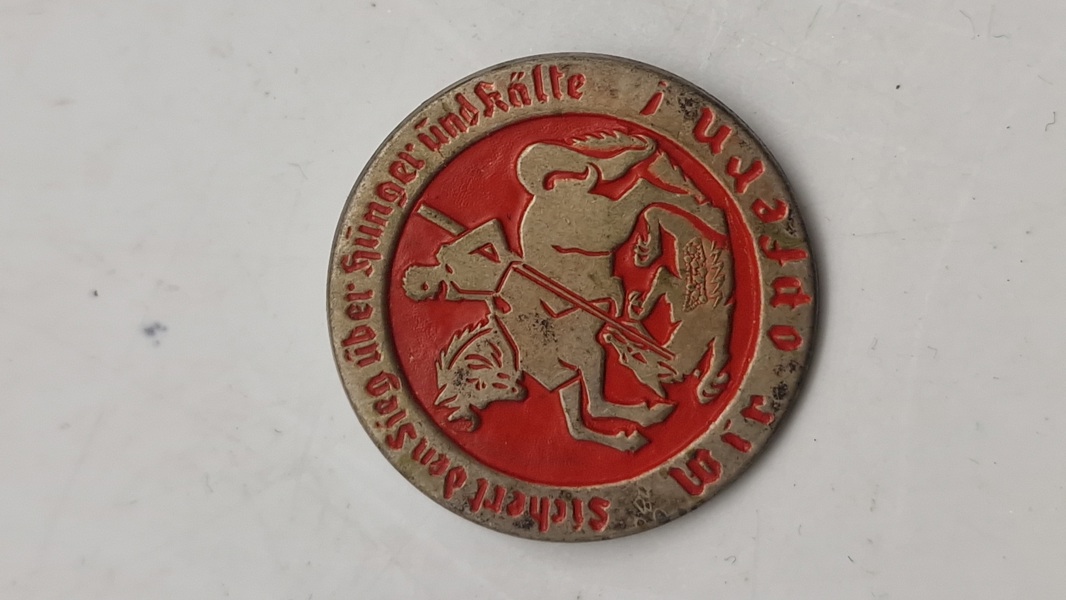 Sichert den Sieg über Hunger und Kälte
Wir opfern!